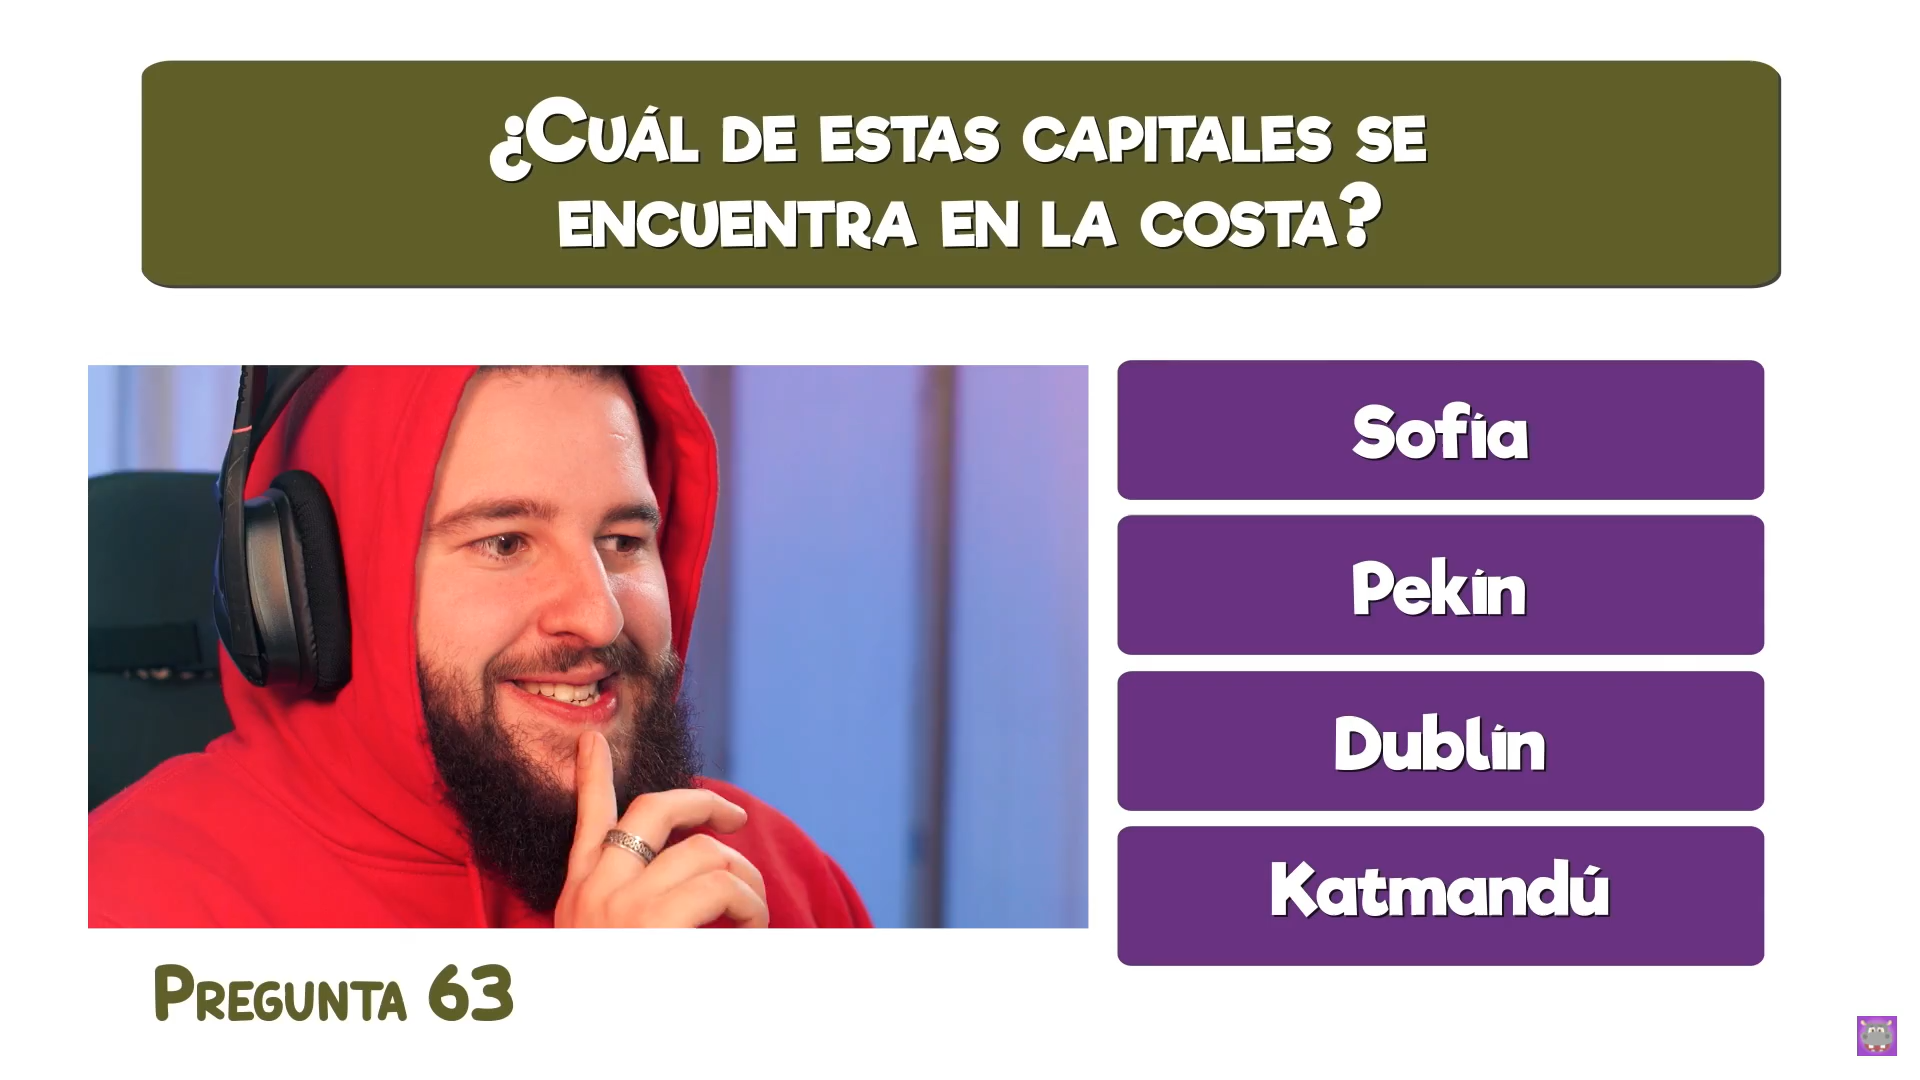 ¿Cuál de estas capitales se
encuentra en la costa?
Sofía
Pekín
Dublín
Katmandú
Pregunta 63